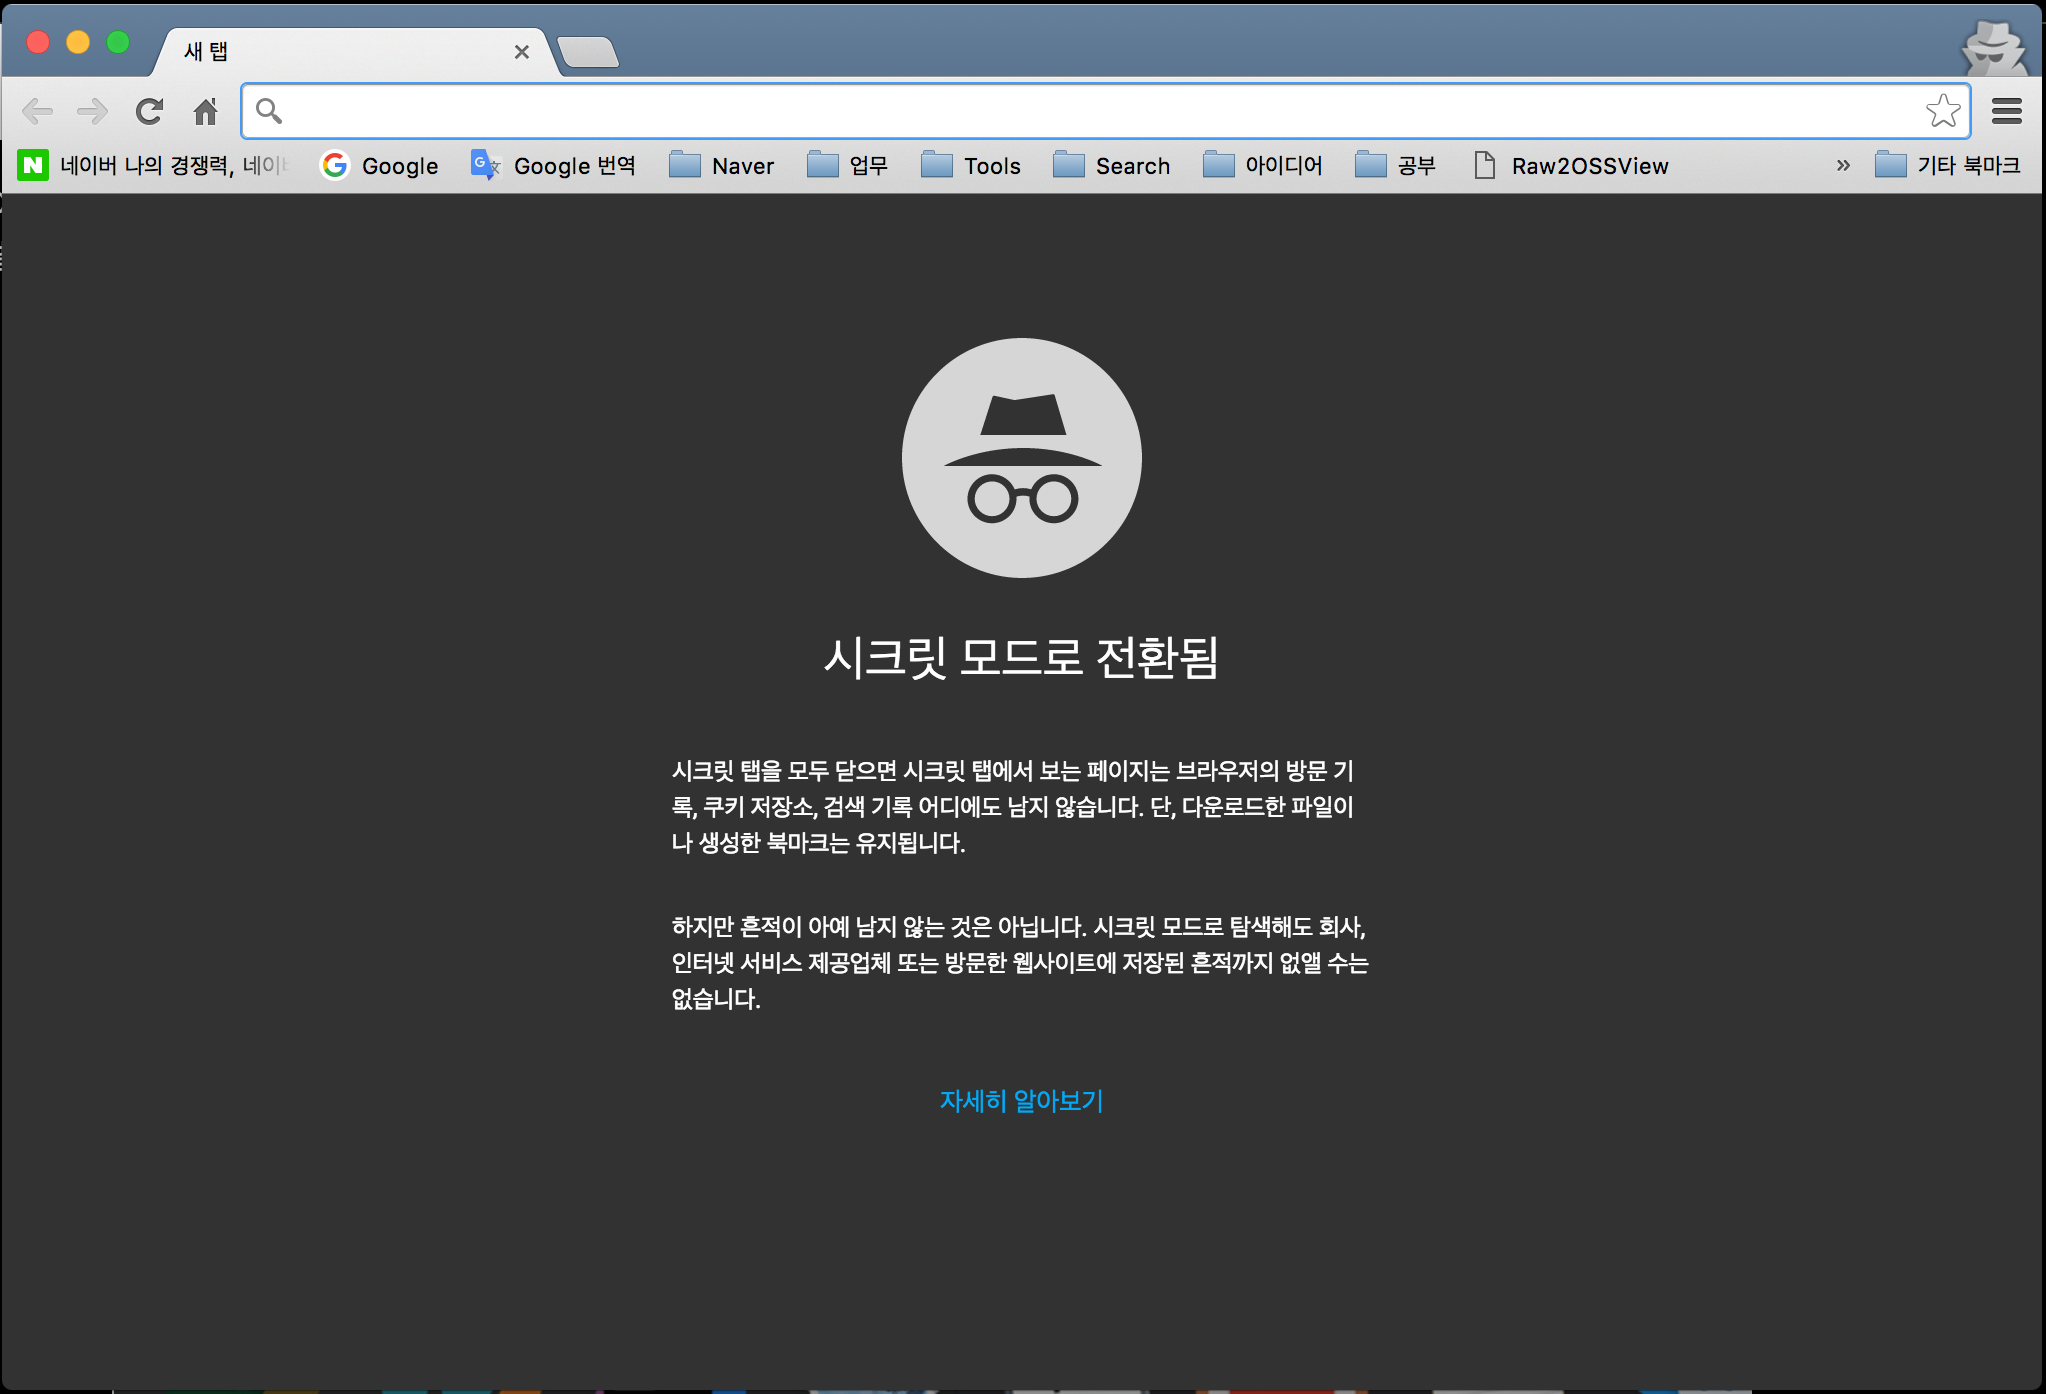 새 탭
네이버 나의 경쟁력, 네이버
Google
Google 번역
Naver
업무
Tools
Search
아이디어
공부
Raw2OSSView
»
기타 북마크
시크릿 모드로 전환됨
시크릿 탭을 모두 닫으면 시크릿 탭에서 보는 페이지는 브라우저의 방문 기
록, 쿠키 저장소, 검색 기록 어디에도 남지 않습니다. 단, 다운로드한 파일이
나 생성한 북마크는 유지됩니다.
하지만 흔적이 아예 남지 않는 것은 아닙니다. 시크릿 모드로 탐색해도 회사,
인터넷 서비스 제공업체 또는 방문한 웹사이트에 저장된 흔적까지 없앨 수는
없습니다.
자세히 알아보기